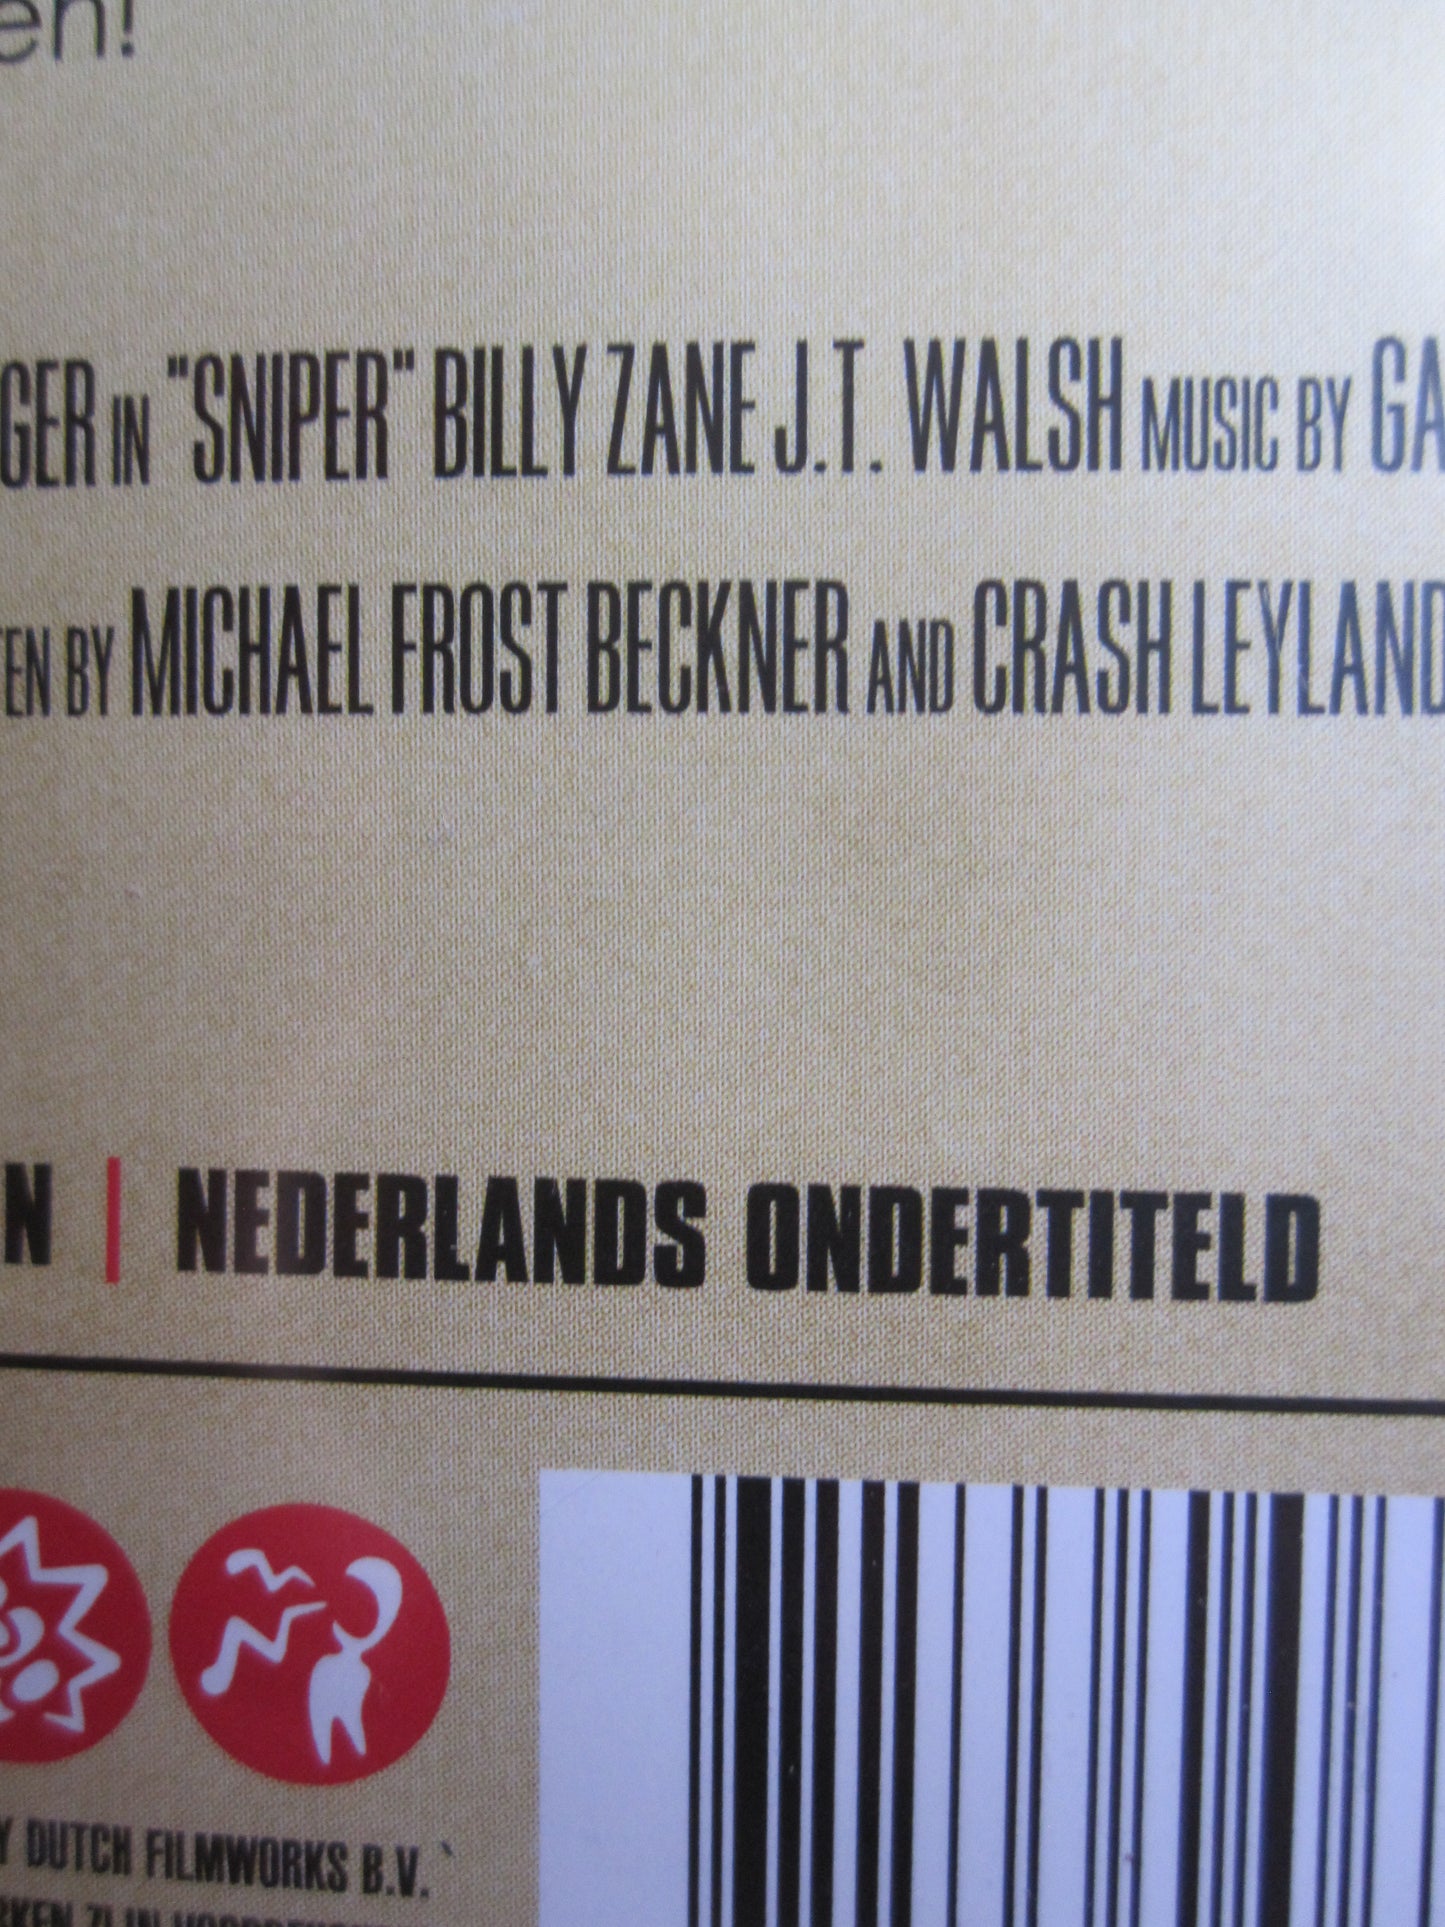 en!
GER IN "SNIPER" BILLY ZANE J.T. WALSH MUSIC BY GA
TEN BY MICHAEL FROST BECKNER AND CRASH LEYLAND
N | NEDERLANDS ONDERTITELD
Y DUTCH FILMWORKS B.V.